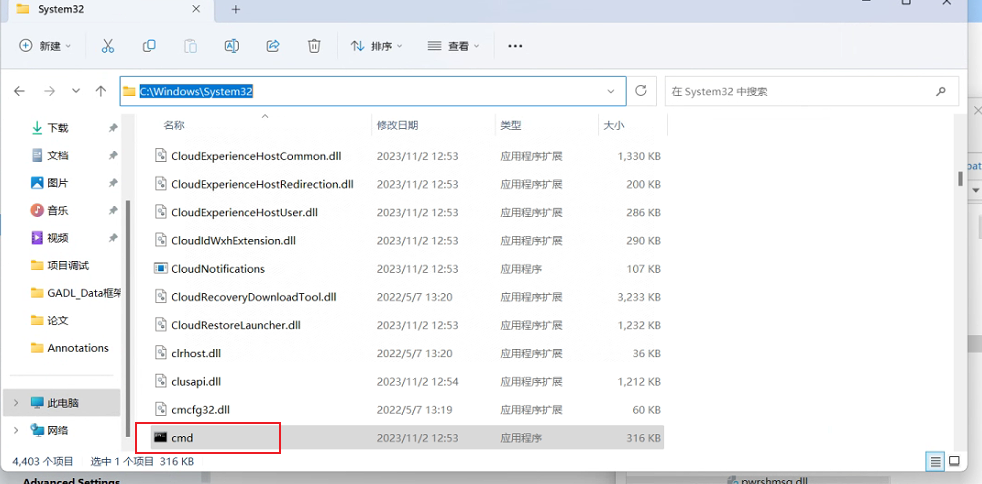 System32
新建
排序
查看
C:\Windows\System32
在 System32 中搜索
名称 修改日期 类型 大小
下载
文档
图片
音乐
视频
项目调试
GADL_Data框架
论文
Annotations
此电脑
网络
CloudExperienceHostCommon.dll 2023/11/2 12:53 应用程序扩展 1,330 KB
CloudExperienceHostRedirection.dll 2023/11/2 12:53 应用程序扩展 200 KB
CloudExperienceHostUser.dll 2023/11/2 12:53 应用程序扩展 286 KB
CloudIdWxhExtension.dll 2023/11/2 12:53 应用程序扩展 290 KB
CloudNotifications 2023/11/2 12:53 应用程序 107 KB
CloudRecoveryDownloadTool.dll 2022/5/7 13:20 应用程序扩展 3,233 KB
CloudRestoreLauncher.dll 2023/11/2 12:53 应用程序扩展 1,232 KB
clrhost.dll 2022/5/7 13:20 应用程序扩展 36 KB
clusapi.dll 2023/11/2 12:54 应用程序扩展 1,212 KB
cmcfg32.dll 2022/5/7 13:19 应用程序扩展 60 KB
cmd 2023/11/2 12:53 应用程序 316 KB
4,403 个项目 选中 1 个项目 316 KB
Advanced Settings
pwrshmsg.dll